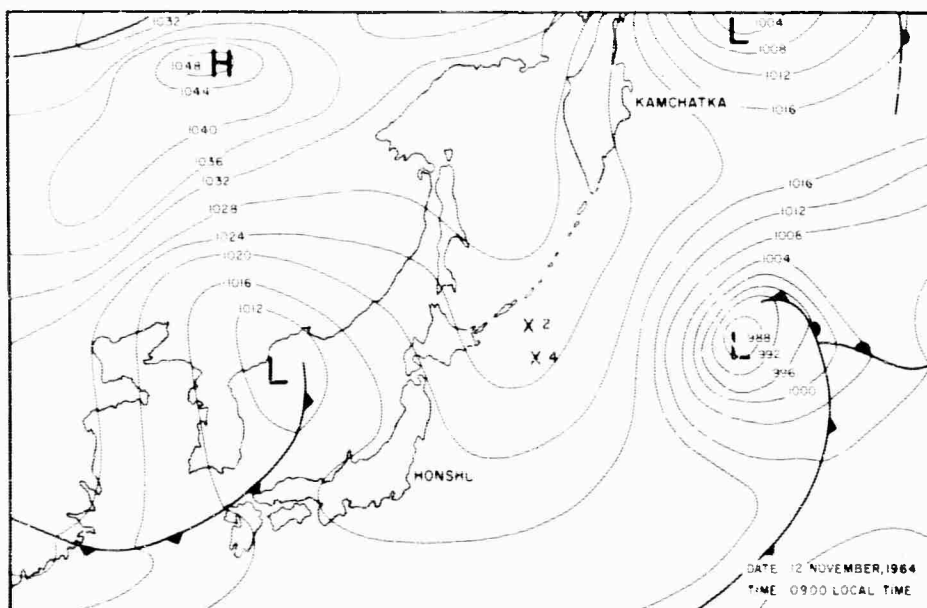 1032
L
1004
1048
H
1008
1044
1012
KAMCHATKA
1016
1040
1036
1032
1016
1028
1012
1024
1008
1020
1004
1016
1012
X 2
L
988
X 4
992
L
996
1000
HONSHL
DATE 12 NOVEMBER, 1964
TIME 0900 LOCAL TIME